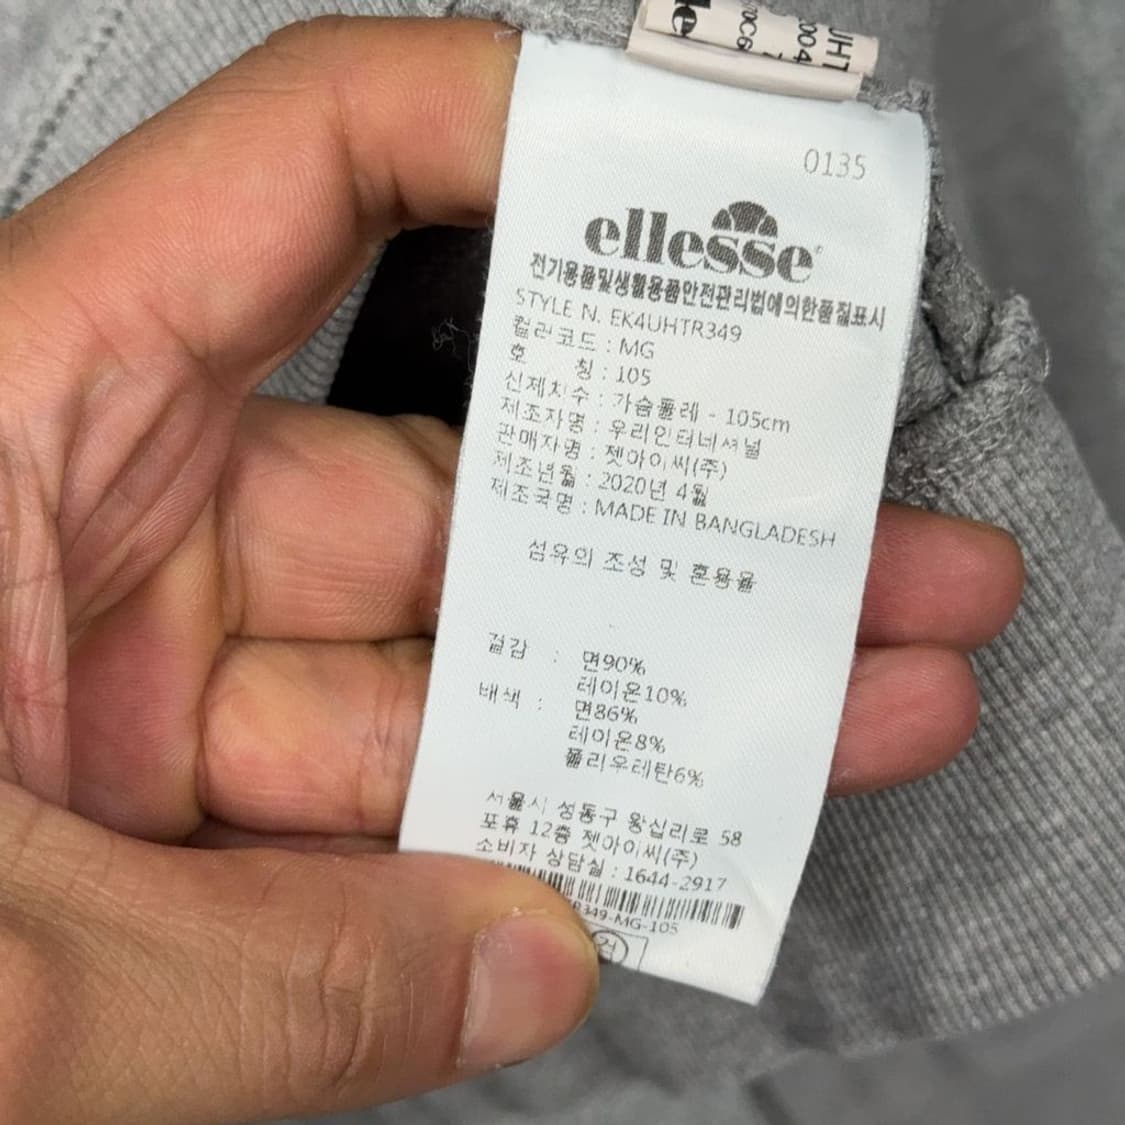 0135
ellesse
전기용품및생활용품안전관리법에의한품질표시
STYLE N. EK4UHTR349
컬러코드 : MG
호 칭 : 105
신체치수 : 가슴둘레 - 105cm
제조자명 : 우리인터네셔널
판매자명 : 젯아이씨(주)
제조년월 : 2020년 4월
제조국명 : MADE IN BANGLADESH
섬유의 조성 및 혼용율
겉감 : 면90%
레이온10%
배색 : 면86%
레이온8%
폴리우레탄6%
서울시 성동구 왕십리로 58
포휴 12층 젯아이씨(주)
소비자 상담실 : 1644-2917
R349-MG-105